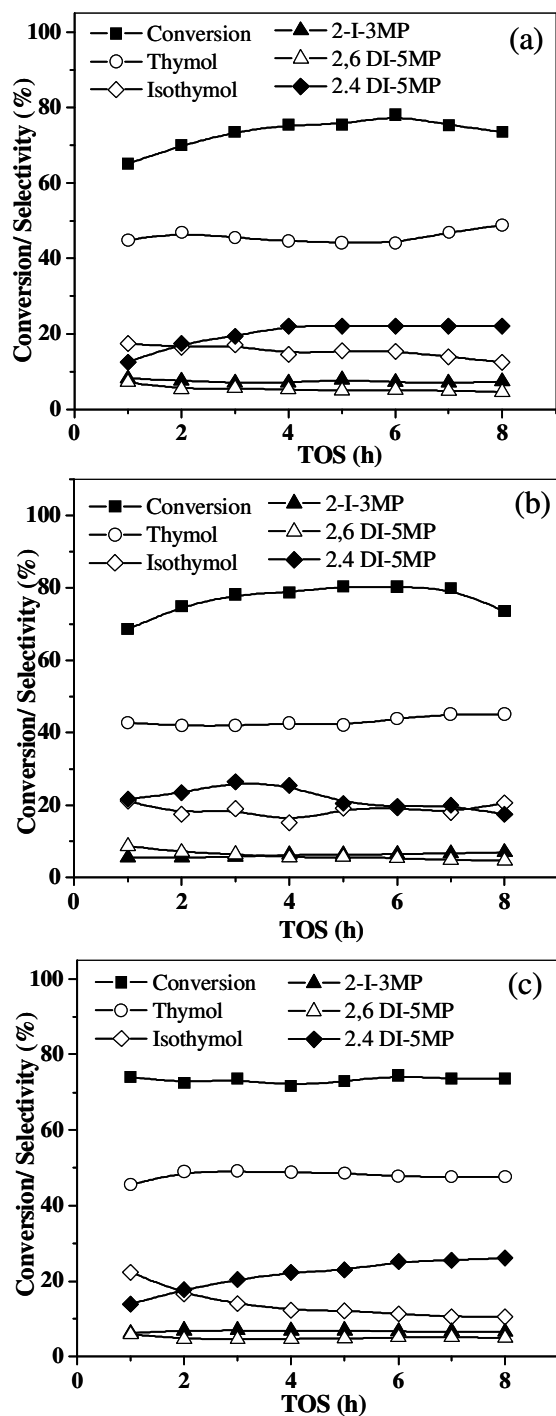 100
80
60
40
20
0
Conversion/ Selectivity (%)
Conversion
Thymol
Isothymol
2-I-3MP
2,6 DI-5MP
2.4 DI-5MP
(a)
0 2 4 6 8
TOS (h)
100
80
60
40
20
0
Conversion/ Selectivity (%)
Conversion
Thymol
Isothymol
2-I-3MP
2,6 DI-5MP
2.4 DI-5MP
(b)
0 2 4 6 8
TOS (h)
100
80
60
40
20
0
Conversion/ Selectivity (%)
Conversion
Thymol
Isothymol
2-I-3MP
2,6 DI-5MP
2.4 DI-5MP
(c)
0 2 4 6 8
TOS (h)